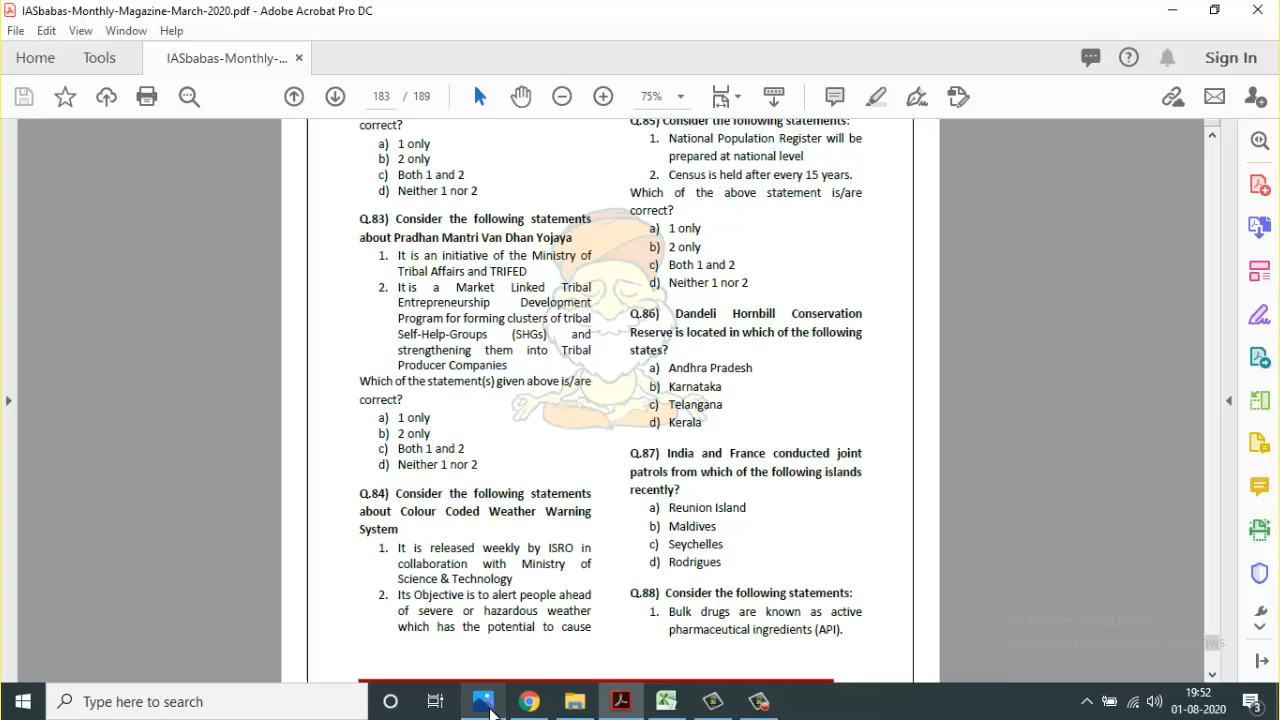 IASbabas-Monthly-Magazine-March-2020.pdf - Adobe Acrobat Pro DC
File Edit View Window Help
Home Tools IASbabas-Monthly-... × Sign In
183 / 189 75%
correct?
a) 1 only
b) 2 only
c) Both 1 and 2
d) Neither 1 nor 2
Q.83) Consider the following statements
about Pradhan Mantri Van Dhan Yojaya
1. It is an initiative of the Ministry of
Tribal Affairs and TRIFED
2. It is a Market Linked Tribal
Entrepreneurship Development
Program for forming clusters of tribal
Self-Help-Groups (SHGs) and
strengthening them into Tribal
Producer Companies
Which of the statement(s) given above is/are
correct?
a) 1 only
b) 2 only
c) Both 1 and 2
d) Neither 1 nor 2
Q.84) Consider the following statements
about Colour Coded Weather Warning
System
1. It is released weekly by ISRO in
collaboration with Ministry of
Science & Technology
2. Its Objective is to alert people ahead
of severe or hazardous weather
which has the potential to cause
Q.85) Consider the following statements:
1. National Population Register will be
prepared at national level
2. Census is held after every 15 years.
Which of the above statement is/are
correct?
a) 1 only
b) 2 only
c) Both 1 and 2
d) Neither 1 nor 2
Q.86) Dandeli Hornbill Conservation
Reserve is located in which of the following
states?
a) Andhra Pradesh
b) Karnataka
c) Telangana
d) Kerala
Q.87) India and France conducted joint
patrols from which of the following islands
recently?
a) Reunion Island
b) Maldives
c) Seychelles
d) Rodrigues
Q.88) Consider the following statements:
1. Bulk drugs are known as active
pharmaceutical ingredients (API).
Type here to search
19:52
01-08-2020
3